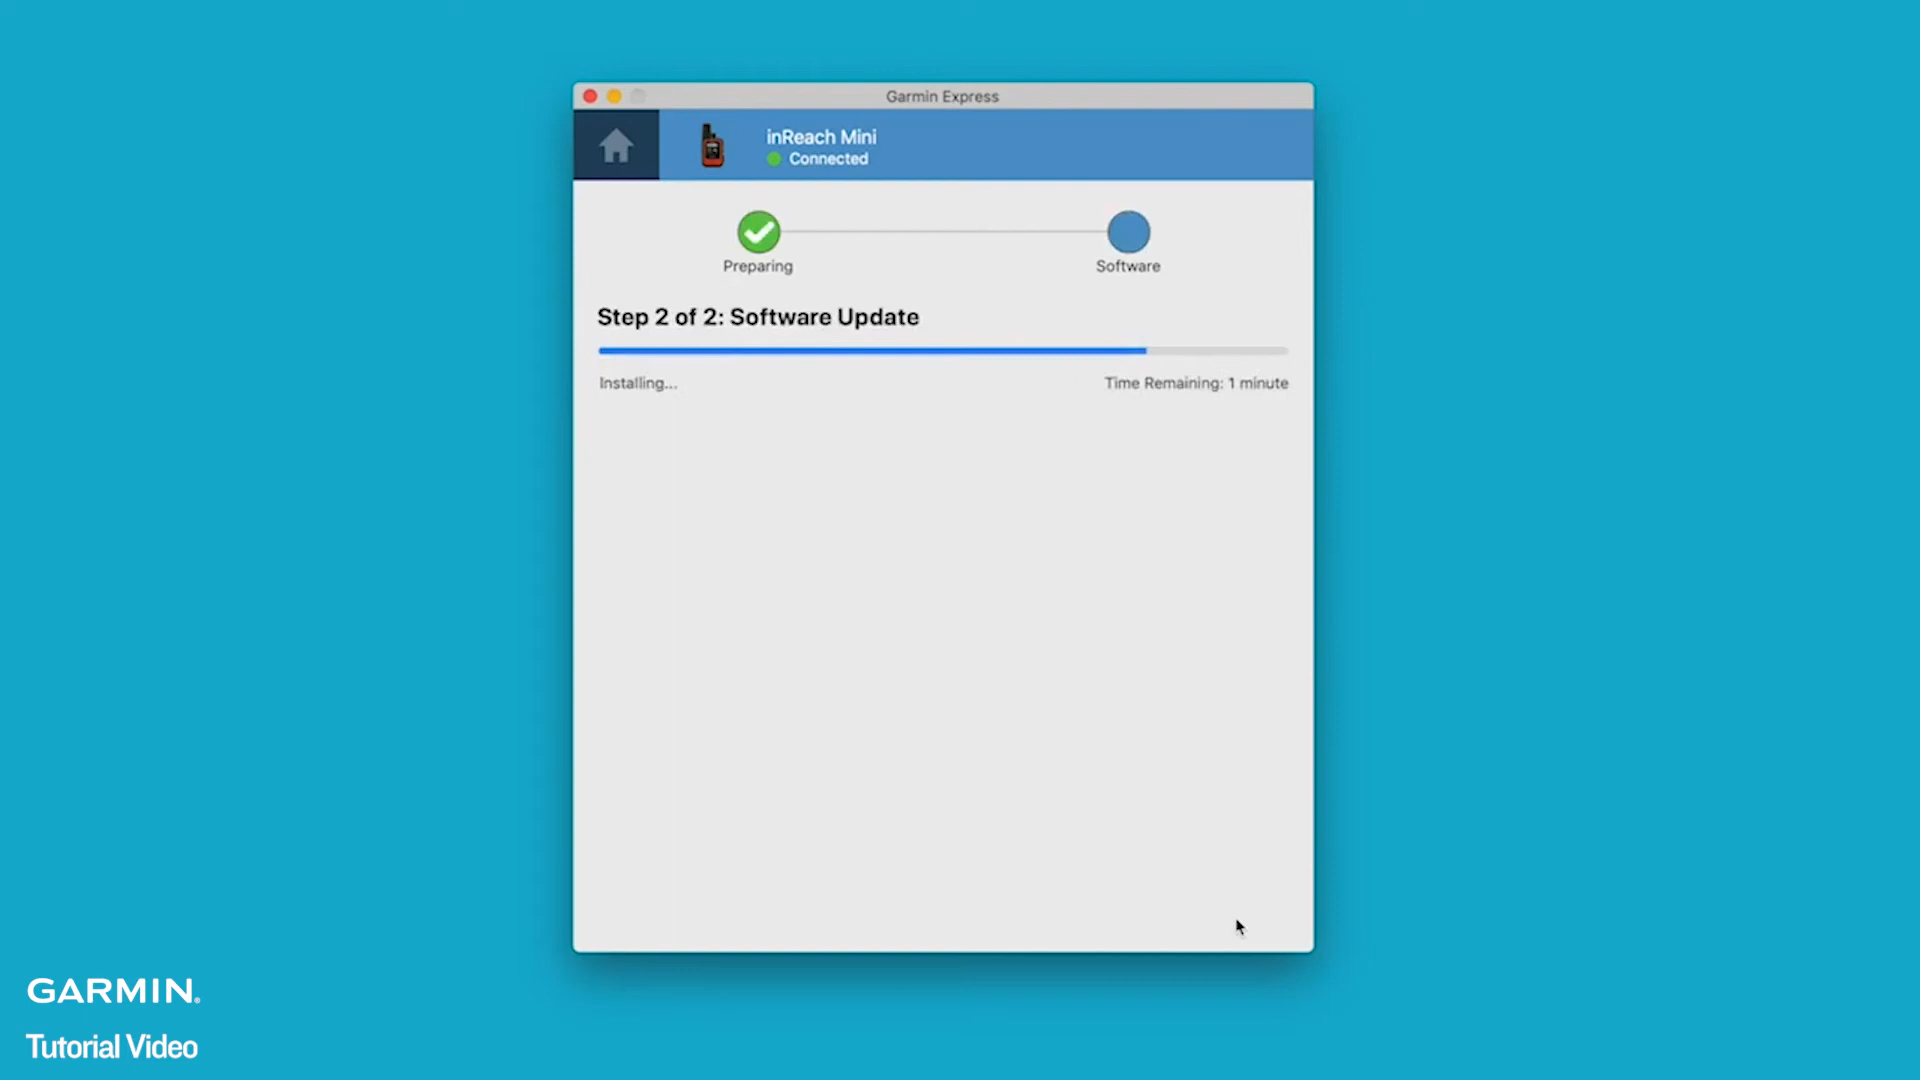 Garmin Express
inReach Mini
Connected
Preparing
Software
Step 2 of 2: Software Update
Installing...
Time Remaining: 1 minute
GARMIN®
Tutorial Video